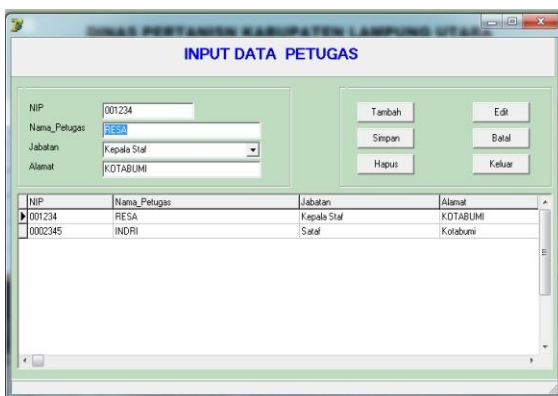 DINAS PERTANISN KABUPATEN LAMPUNG UTARA
INPUT DATA PETUGAS
NIP 001234
Nama_Petugas RESA
Jabatan Kepala Staf
Alamat KOTABUMI
Tambah Edit
Simpan Batal
Hapus Keluar
NIP Nama_Petugas Jabatan Alamat
001234 RESA Kepala Staf KOTABUMI
0002345 INDRI Sataf Kotabumi